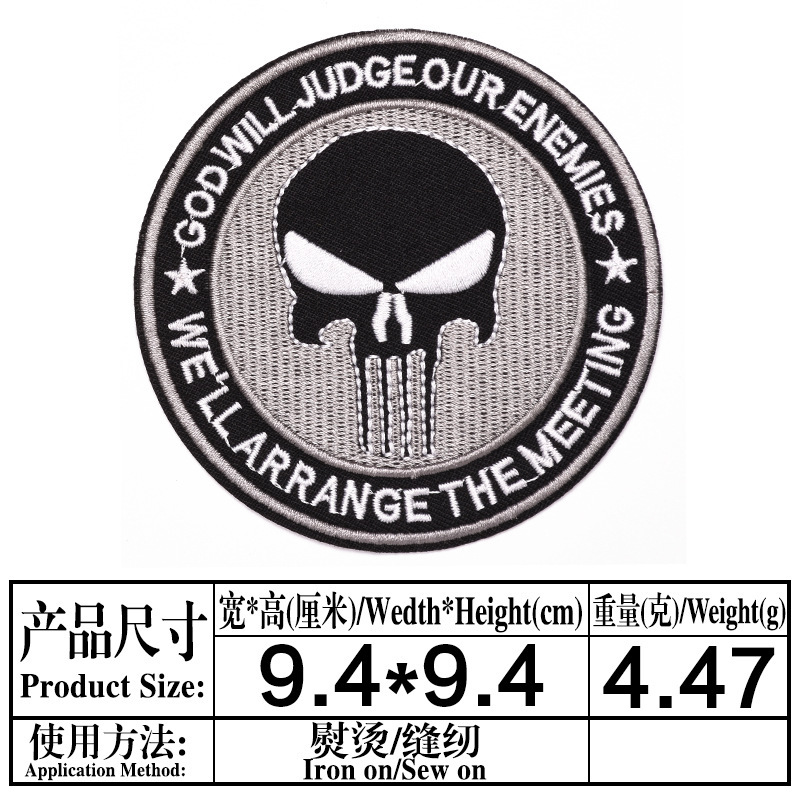 GOD WILL JUDGE OUR ENEMIES
WE'LL ARRANGE THE MEETING
产品尺寸
Product Size:
宽*高(厘米)/Wedth*Height(cm)
9.4*9.4
重量(克)/Weight(g)
4.47
使用方法:
Application Method:
熨烫/缝纫
Iron on/Sew on